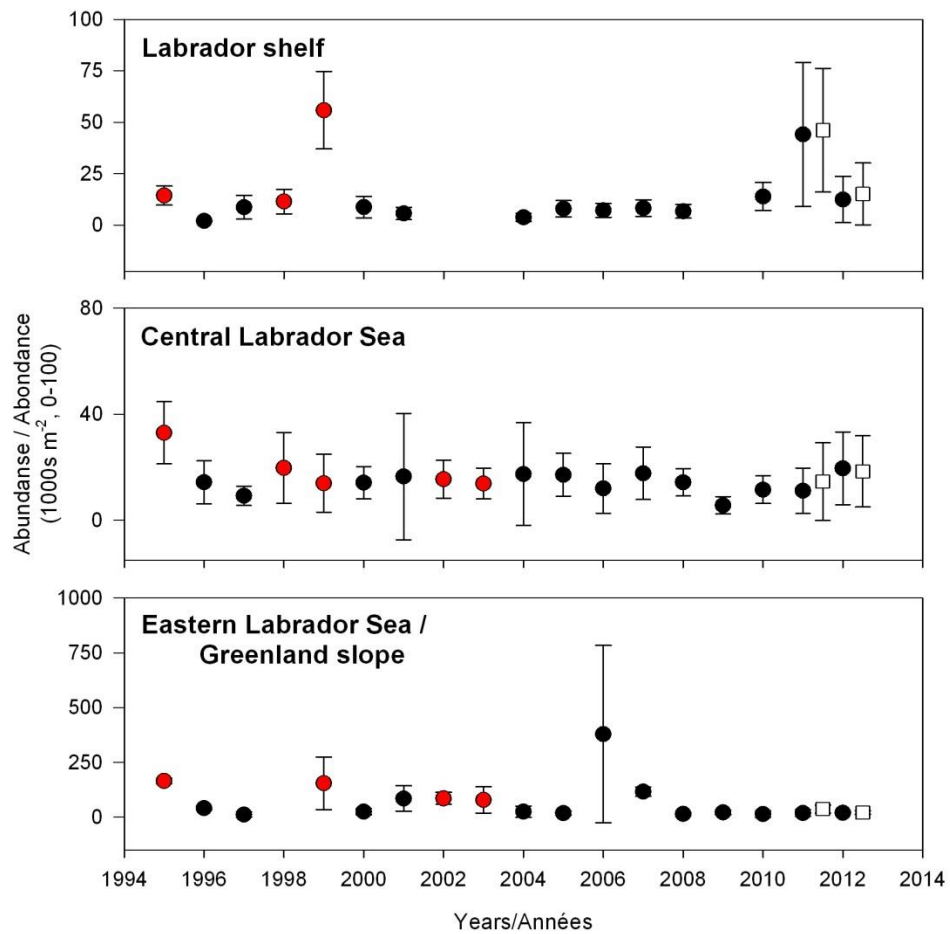 100
75
50
25
0
Labrador shelf
80
40
0
Central Labrador Sea
1000
750
500
250
0
Eastern Labrador Sea /
Greenland slope
Abundanse / Abondance
(1000s m-2, 0-100)
1994 1996 1998 2000 2002 2004 2006 2008 2010 2012 2014
Years/Années